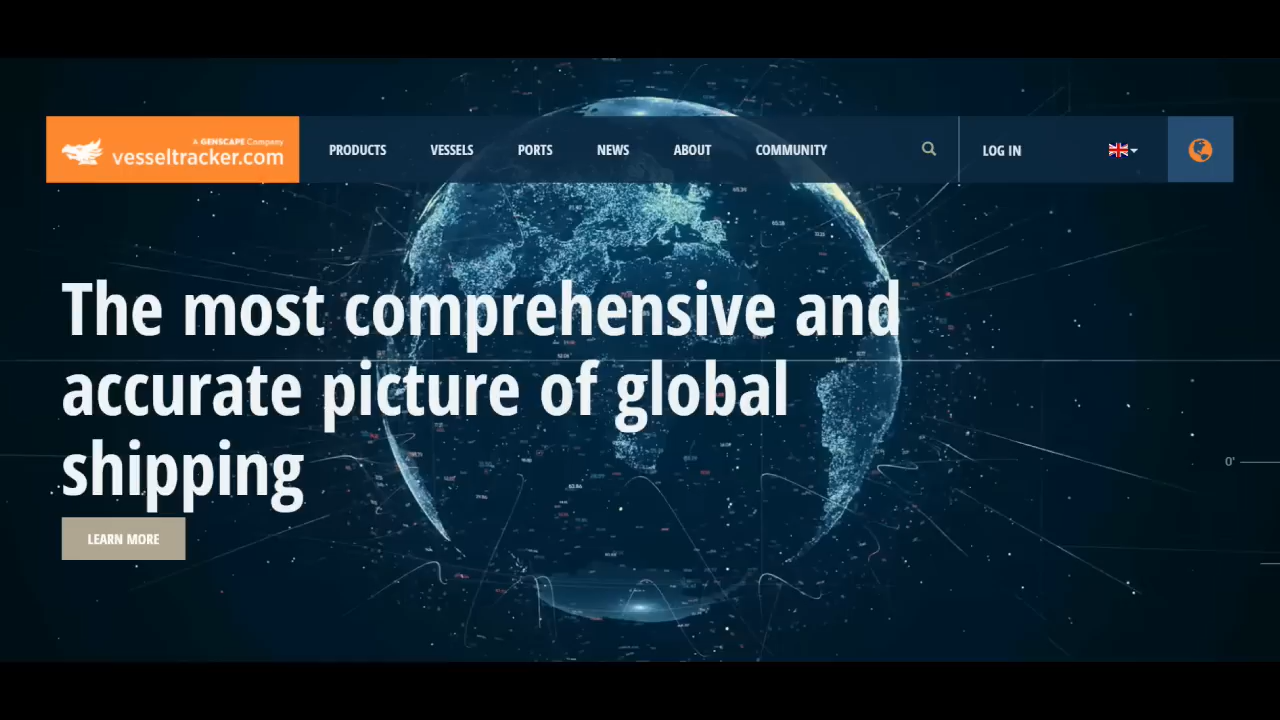 A GENSCAPE Company
vesseltracker.com
PRODUCTS VESSELS PORTS NEWS ABOUT COMMUNITY LOG IN
The most comprehensive and
accurate picture of global
shipping
LEARN MORE
0'